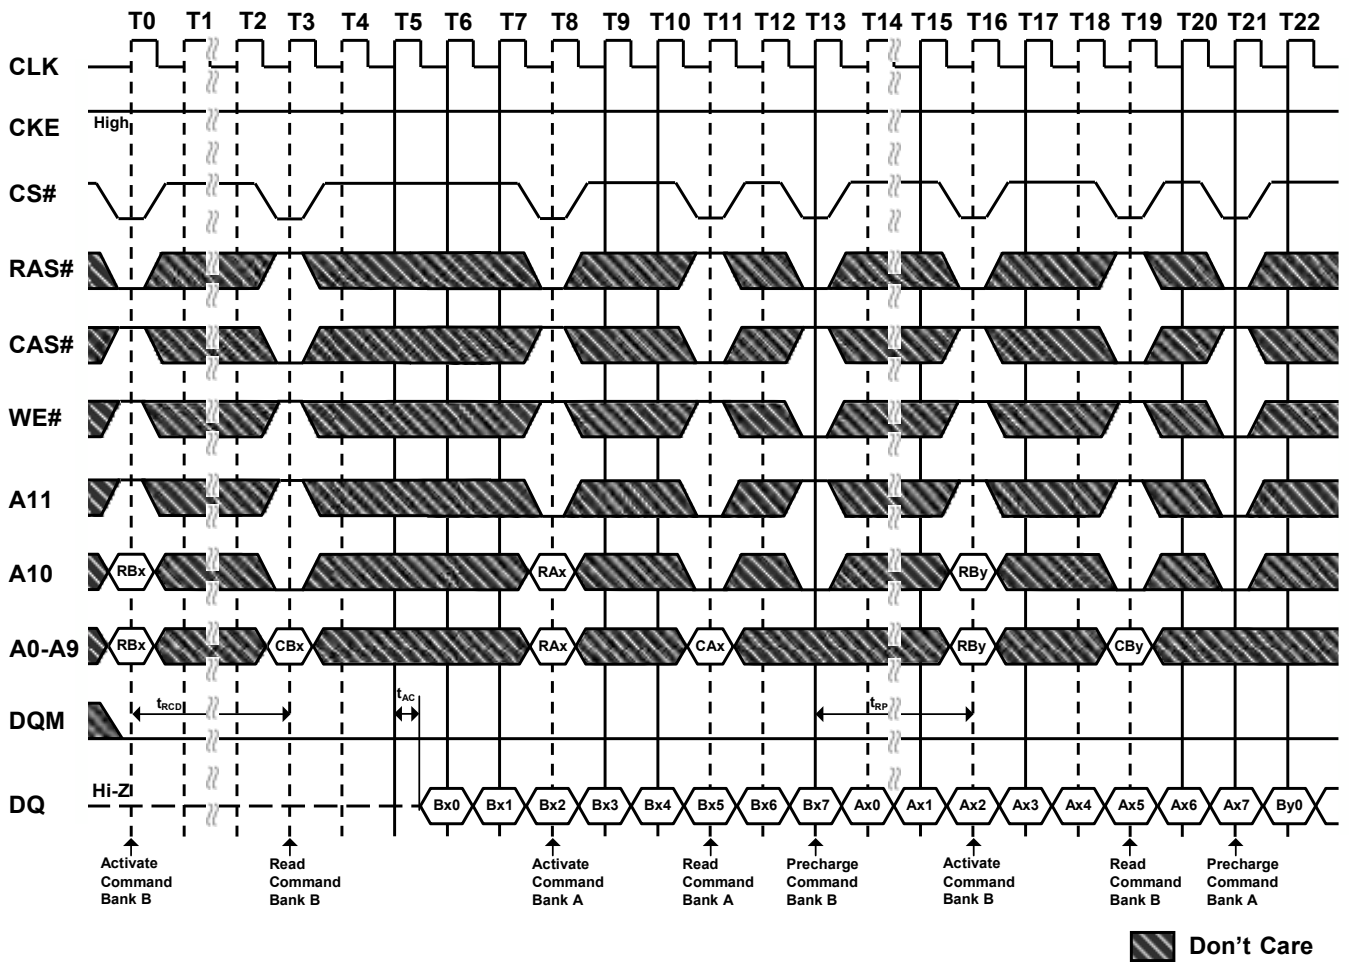 T0 T1 T2 T3 T4 T5 T6 T7 T8 T9 T10 T11 T12 T13 T14 T15 T16 T17 T18 T19 T20 T21 T22
CLK
CKE High
CS#
RAS#
CAS#
WE#
A11
A10 RBx RAx RBy
A0-A9 RBx CBx RAx CAx RBy CBy
DQM tRCD tAC tRP
DQ Hi-Z Bx0 Bx1 Bx2 Bx3 Bx4 Bx5 Bx6 Bx7 Ax0 Ax1 Ax2 Ax3 Ax4 Ax5 Ax6 Ax7 By0
Activate
Command
Bank B
Read
Command
Bank B
Activate
Command
Bank A
Read
Command
Bank A
Precharge
Command
Bank B
Activate
Command
Bank B
Read
Command
Bank B
Precharge
Command
Bank A
Don't Care